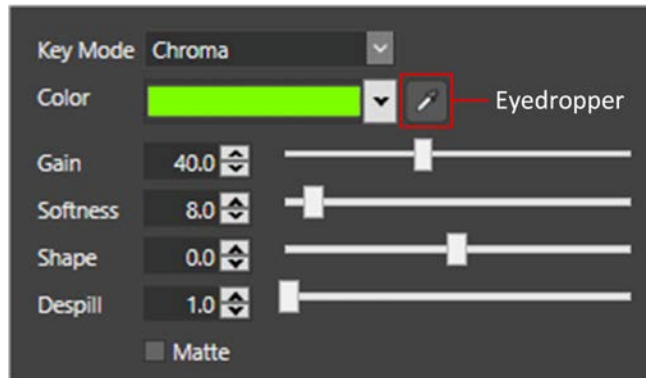 Key Mode Chroma
Color Eyedropper
Gain 40.0
Softness 8.0
Shape 0.0
Despill 1.0
Matte